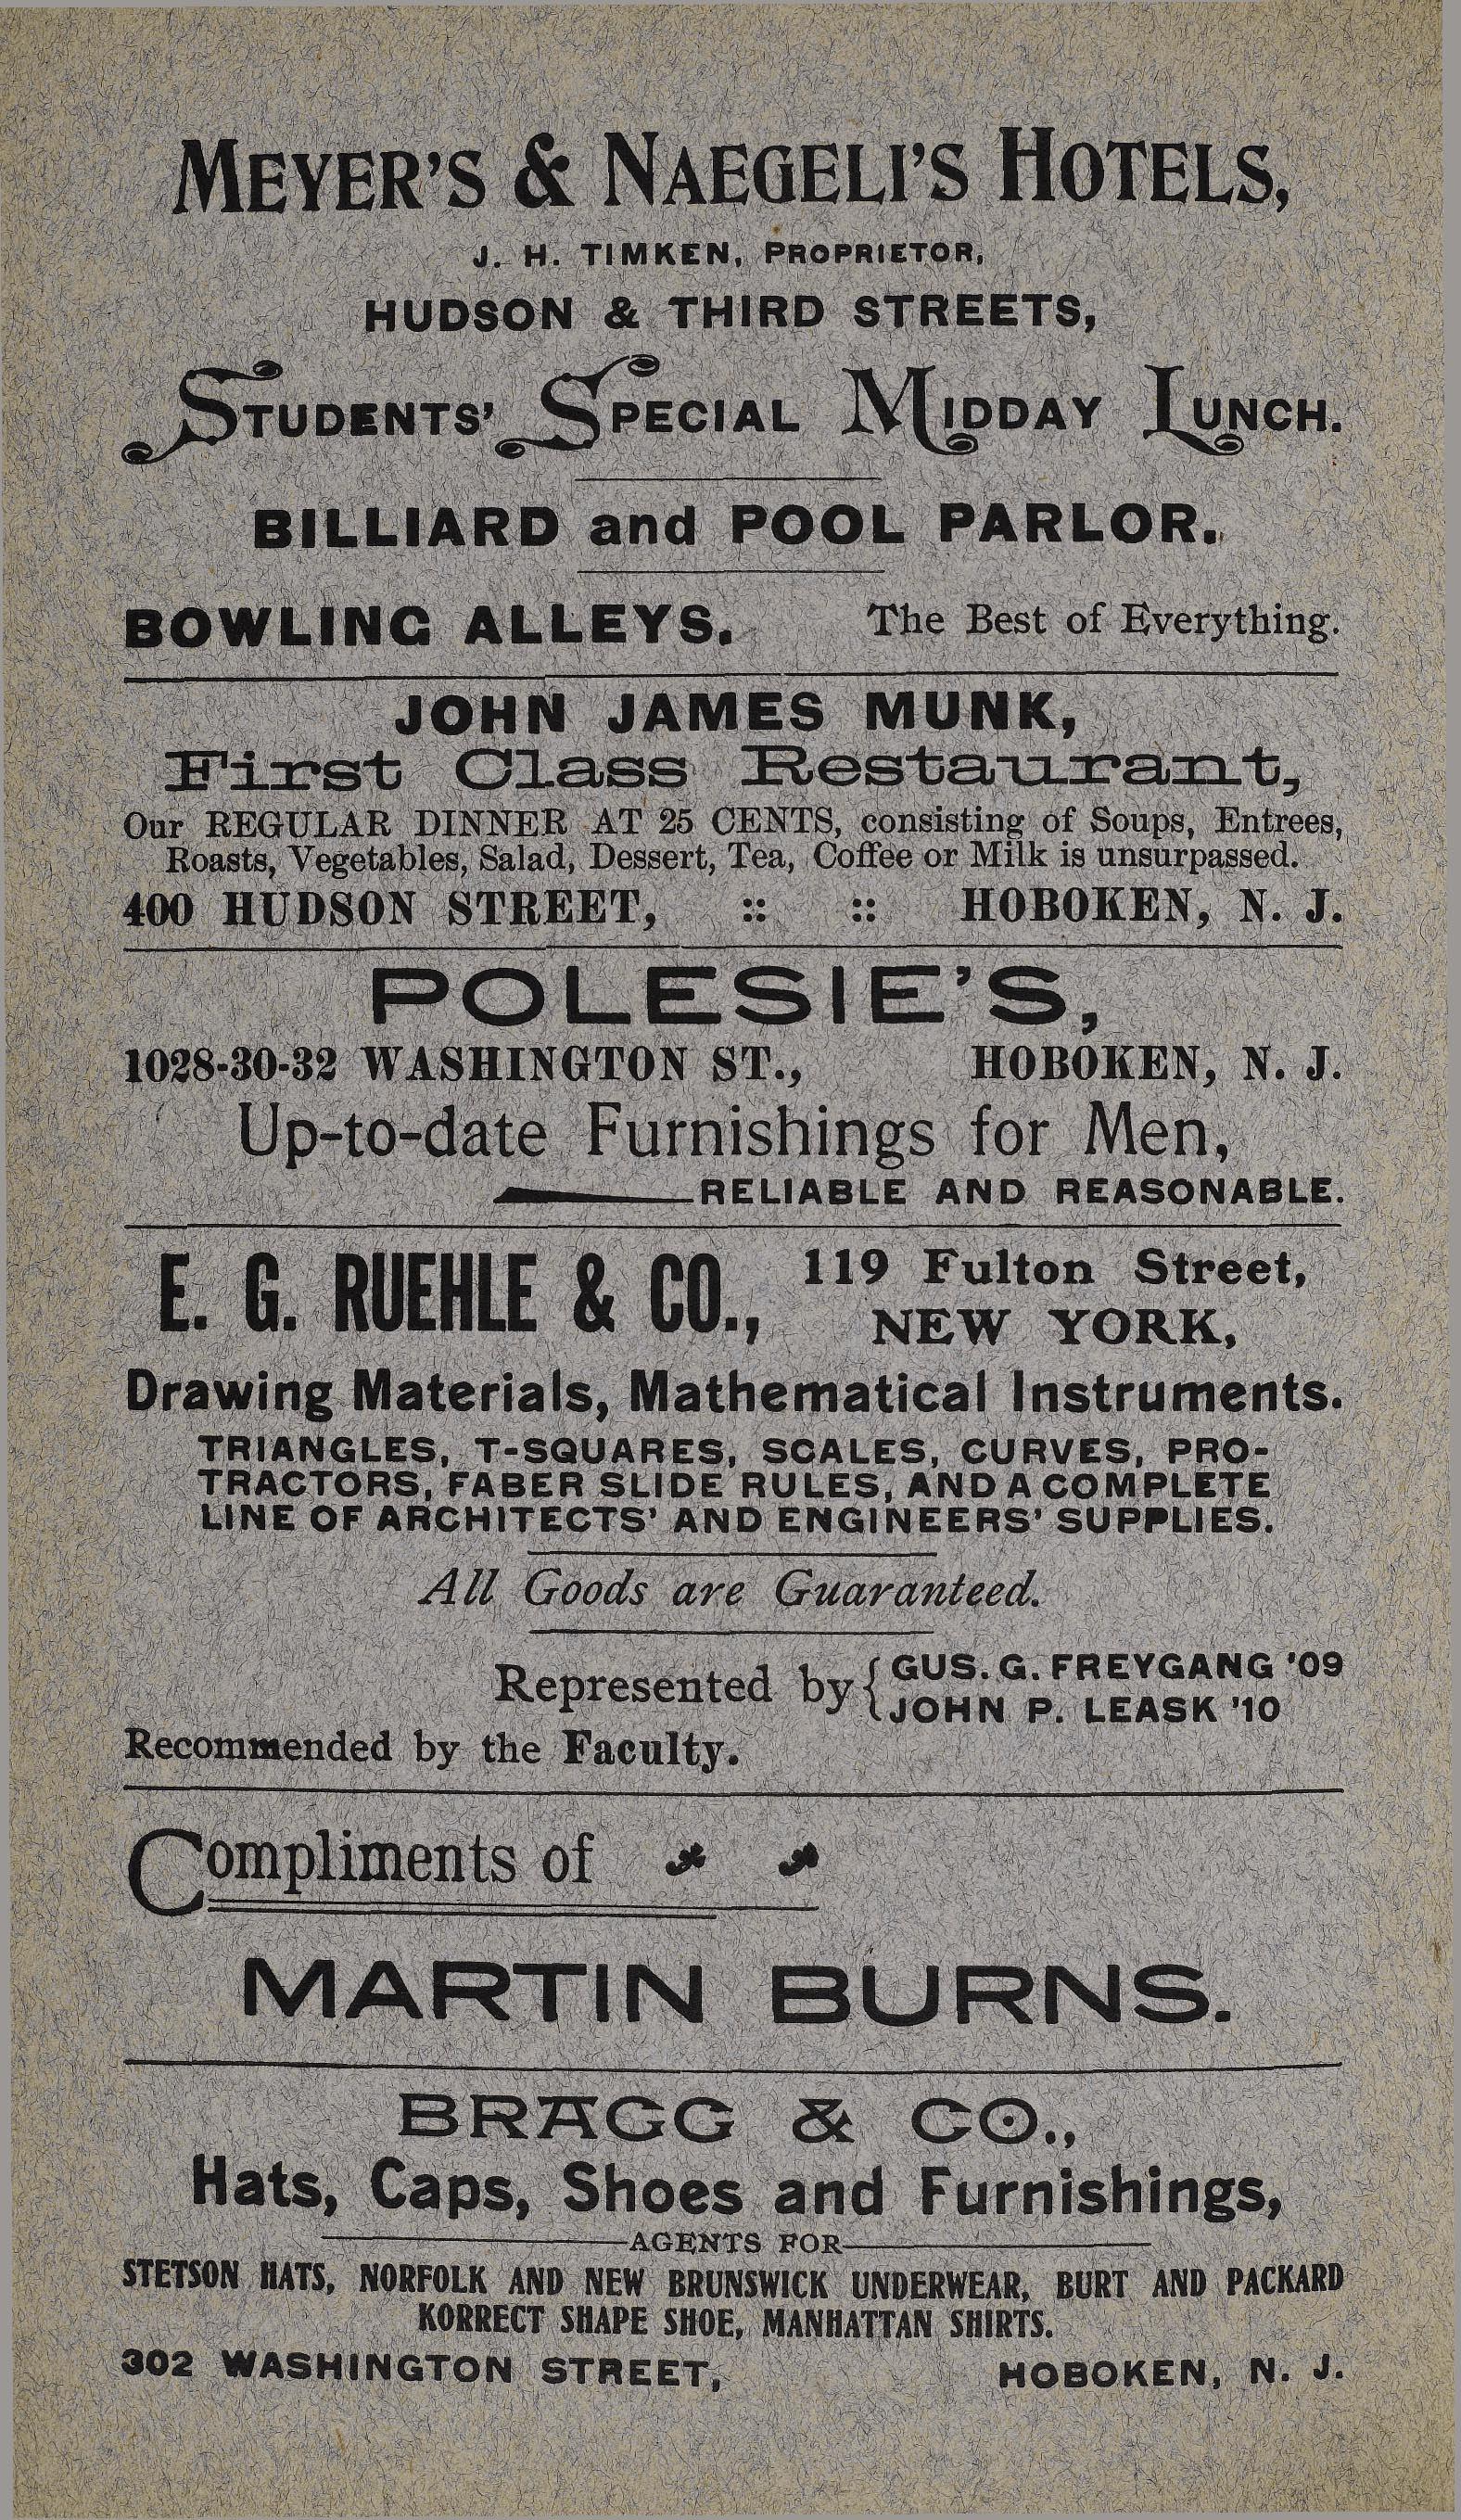 MEYER'S & NAEGELI'S HOTELS,
J. H. TIMKEN, PROPRIETOR,
HUDSON & THIRD STREETS,
STUDENTS' SPECIAL MIDDAY LUNCH.
BILLIARD and POOL PARLOR.
BOWLING ALLEYS. The Best of Everything.
JOHN JAMES MUNK,
First Class Restaurant,
Our REGULAR DINNER AT 25 CENTS, consisting of Soups, Entrees,
Roasts, Vegetables, Salad, Dessert, Tea, Coffee or Milk is unsurpassed.
400 HUDSON STREET, :: :: HOBOKEN, N. J.
POLESIE'S,
1028-30-32 WASHINGTON ST., HOBOKEN, N. J.
Up-to-date Furnishings for Men,
RELIABLE AND REASONABLE.
E. G. RUEHLE & CO., 119 Fulton Street,
NEW YORK,
Drawing Materials, Mathematical Instruments.
TRIANGLES, T-SQUARES, SCALES, CURVES, PRO-
TRACTORS, FABER SLIDE RULES, AND A COMPLETE
LINE OF ARCHITECTS' AND ENGINEERS' SUPPLIES.
All Goods are Guaranteed.
Represented by { GUS. G. FREYGANG '09
JOHN P. LEASK '10
Recommended by the Faculty.
Compliments of
MARTIN BURNS.
BRAGG & CO.,
Hats, Caps, Shoes and Furnishings,
AGENTS FOR
STETSON HATS, NORFOLK AND NEW BRUNSWICK UNDERWEAR, BURT AND PACKARD
KORRECT SHAPE SHOE, MANHATTAN SHIRTS.
302 WASHINGTON STREET, HOBOKEN, N. J.